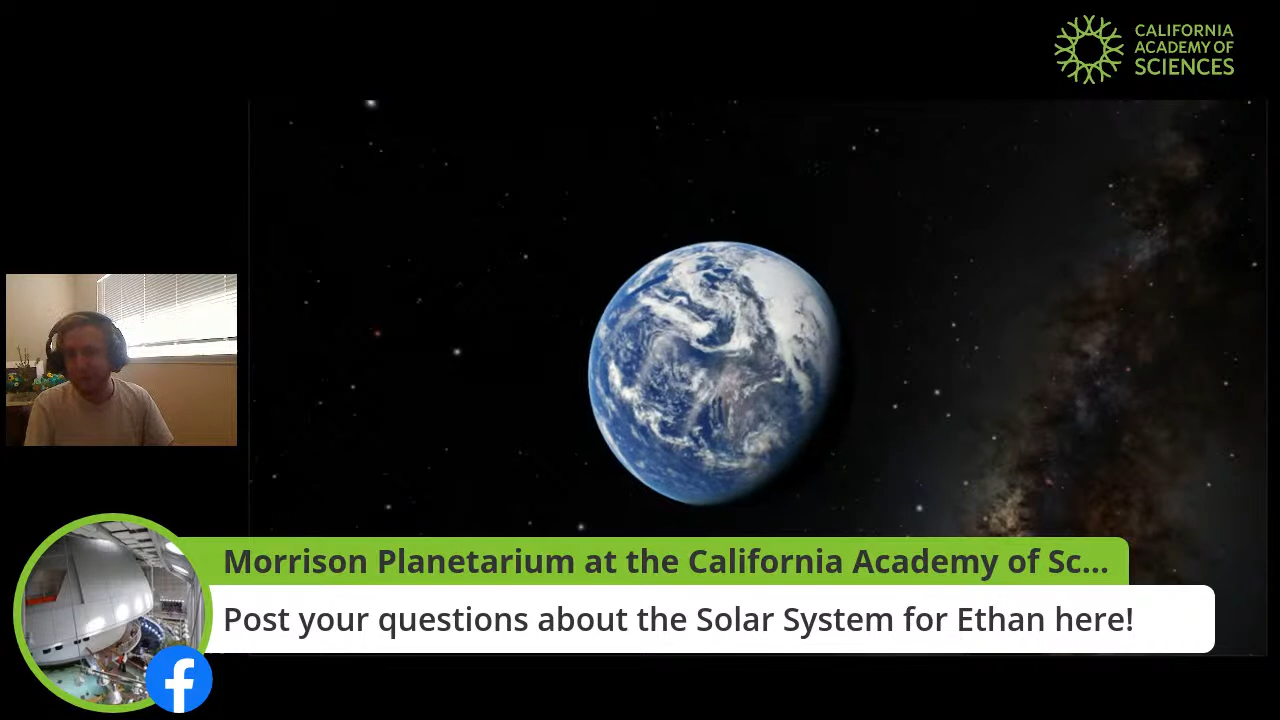 CALIFORNIA
ACADEMY OF
SCIENCES
Morrison Planetarium at the California Academy of Sc...
Post your questions about the Solar System for Ethan here!